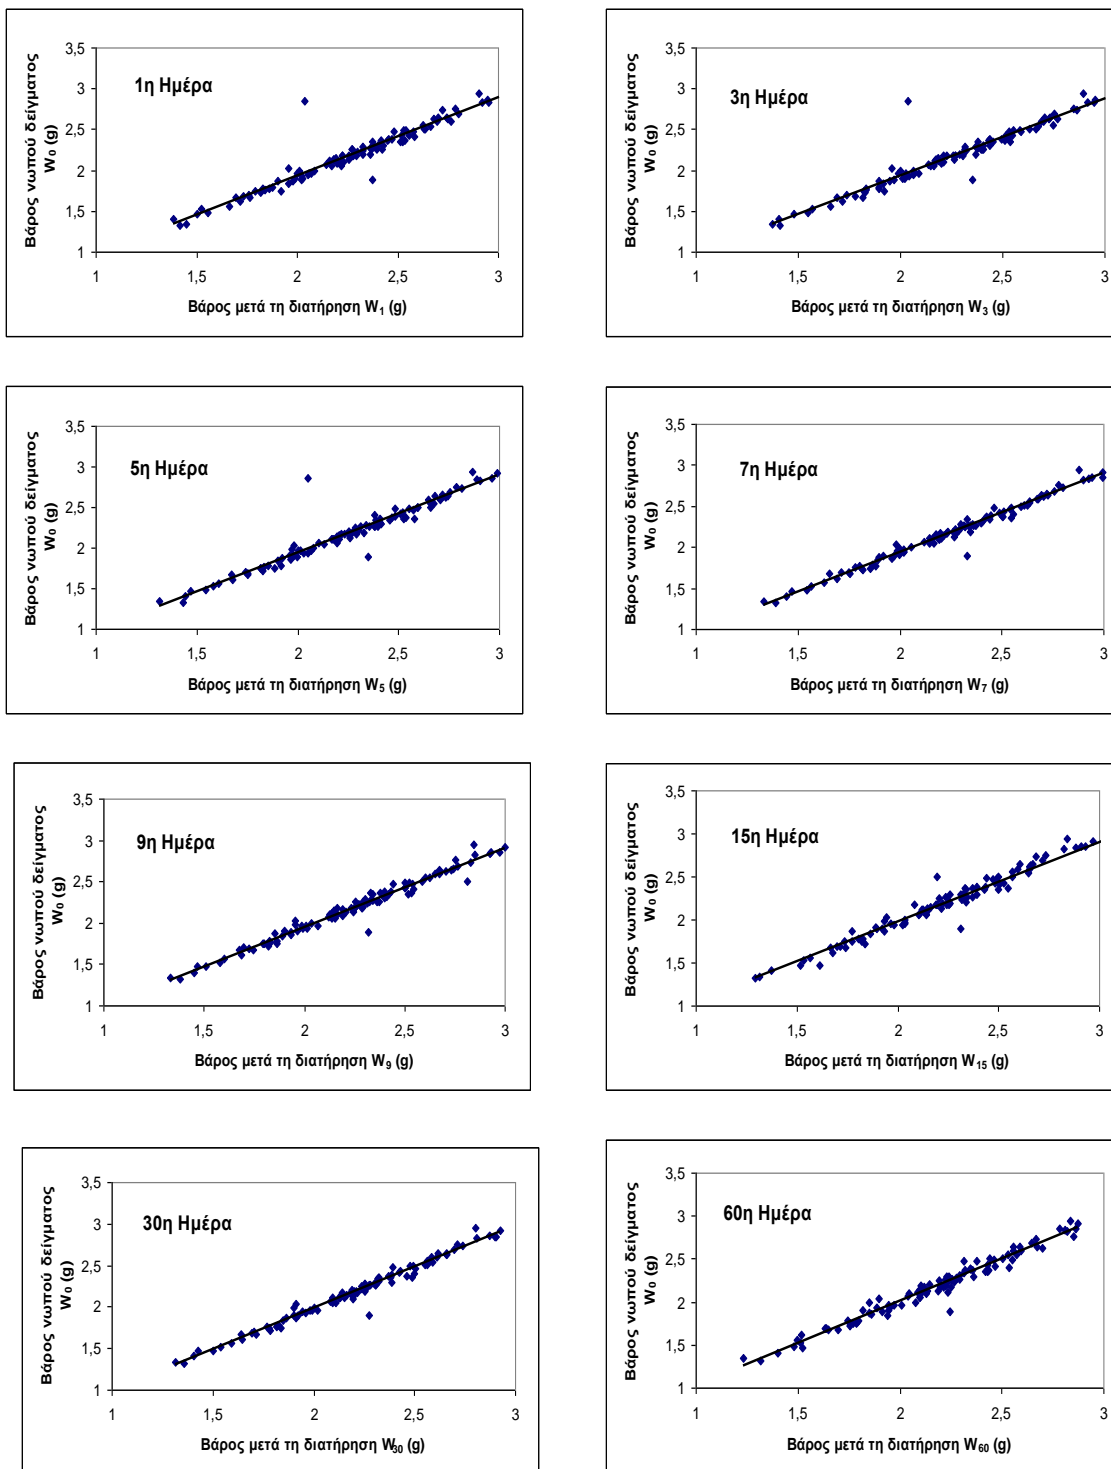 3,5
3
2,5
2
1,5
1
1 1,5 2 2,5 3
1η Ημέρα
Βάρος νωπού δείγματος
W₀ (g)
Βάρος μετά τη διατήρηση W₁ (g)
3,5
3
2,5
2
1,5
1
1 1,5 2 2,5 3
3η Ημέρα
Βάρος νωπού δείγματος
W₀ (g)
Βάρος μετά τη διατήρηση W₃ (g)
3,5
3
2,5
2
1,5
1
1 1,5 2 2,5 3
5η Ημέρα
Βάρος νωπού δείγματος
W₀ (g)
Βάρος μετά τη διατήρηση W₅ (g)
3,5
3
2,5
2
1,5
1
1 1,5 2 2,5 3
7η Ημέρα
Βάρος νωπού δείγματος
W₀ (g)
Βάρος μετά τη διατήρηση W₇ (g)
3,5
3
2,5
2
1,5
1
1 1,5 2 2,5 3
9η Ημέρα
Βάρος νωπού δείγματος
W₀ (g)
Βάρος μετά τη διατήρηση W₉ (g)
3,5
3
2,5
2
1,5
1
1 1,5 2 2,5 3
15η Ημέρα
Βάρος νωπού δείγματος
W₀ (g)
Βάρος μετά τη διατήρηση W₁₅ (g)
3,5
3
2,5
2
1,5
1
1 1,5 2 2,5 3
30η Ημέρα
Βάρος νωπού δείγματος
W₀ (g)
Βάρος μετά τη διατήρηση W₃₀ (g)
3,5
3
2,5
2
1,5
1
1 1,5 2 2,5 3
60η Ημέρα
Βάρος νωπού δείγματος
W₀ (g)
Βάρος μετά τη διατήρηση W₆₀ (g)